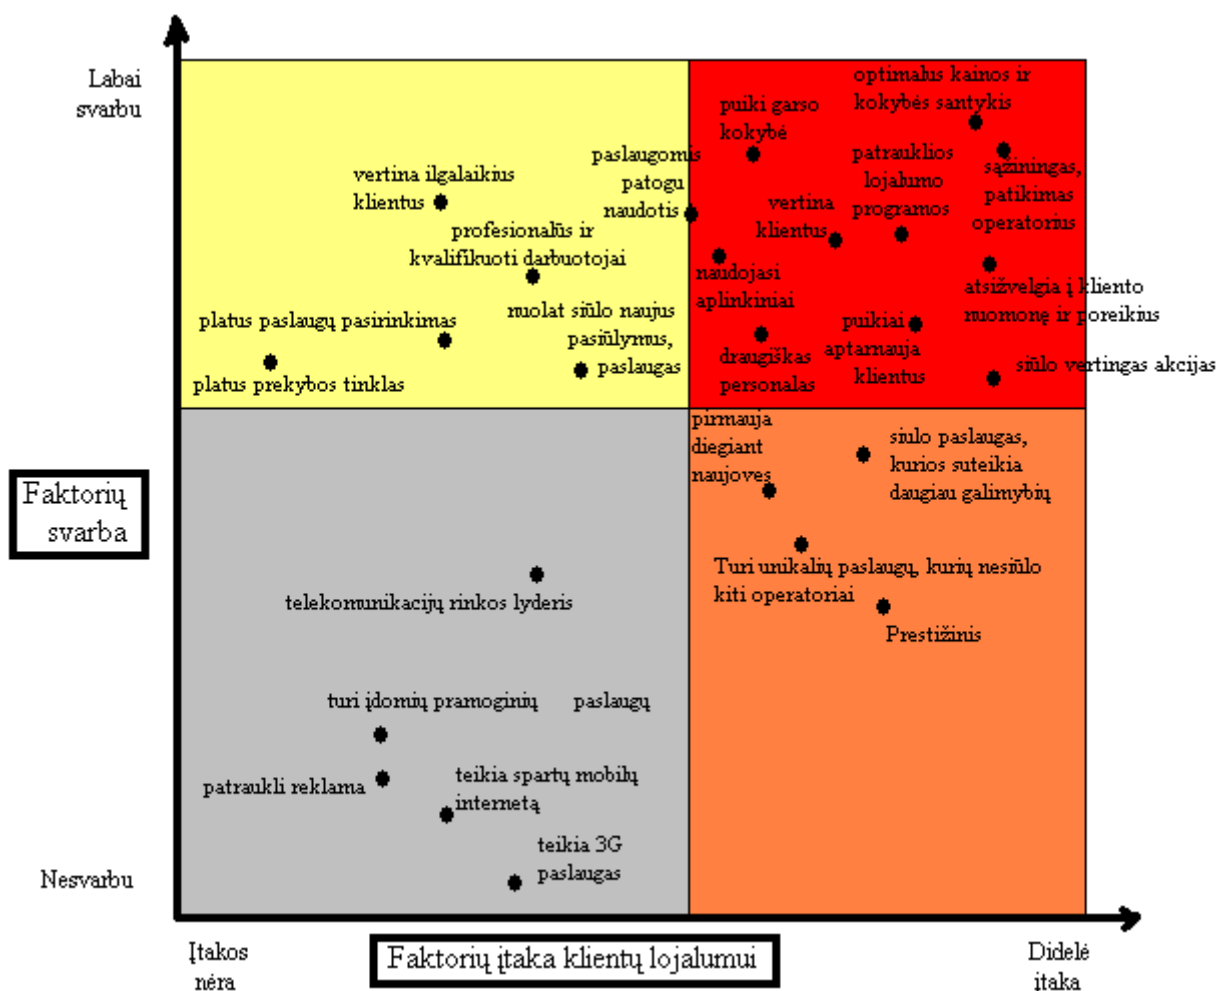 Labai
svarbu
optimalus kainos ir
kokybės santykis
puiki garso
kokybė
paslaugomis
patogu
naudotis
patrauklios
lojalumo
programos
sąžiningas,
patikimas
operatorius
vertina ilgalaikius
klientus
vertina
klientus
profesionalūs ir
kvalifikuoti darbuotojai
naudojasi
aplinkiniai
atsižvelgia į kliento
nuomonę ir poreikius
platus paslaugų pasirinkimas
nuolat siūlo naujus
pasiūlymus,
paslaugas
puikiai
aptarnauja
klientus
draugiškas
personalas
siūlo vertingas akcijas
platus prekybos tinklas
pirmauja
diegiant
naujoves
siulo paslaugas,
kurios suteikia
daugiau galimybių
Faktorių
svarba
Turi unikalių paslaugų, kurių nesiūlo
kiti operatoriai
telekomunikacijų rinkos lyderis
Prestižinis
turi įdomių pramoginių paslaugų
patraukli reklama
teikia spartų mobilų
internetą
teikia 3G
paslaugas
Nesvarbu
Įtakos
nėra
Faktorių įtaka klientų lojalumui
Didelė
įtaka